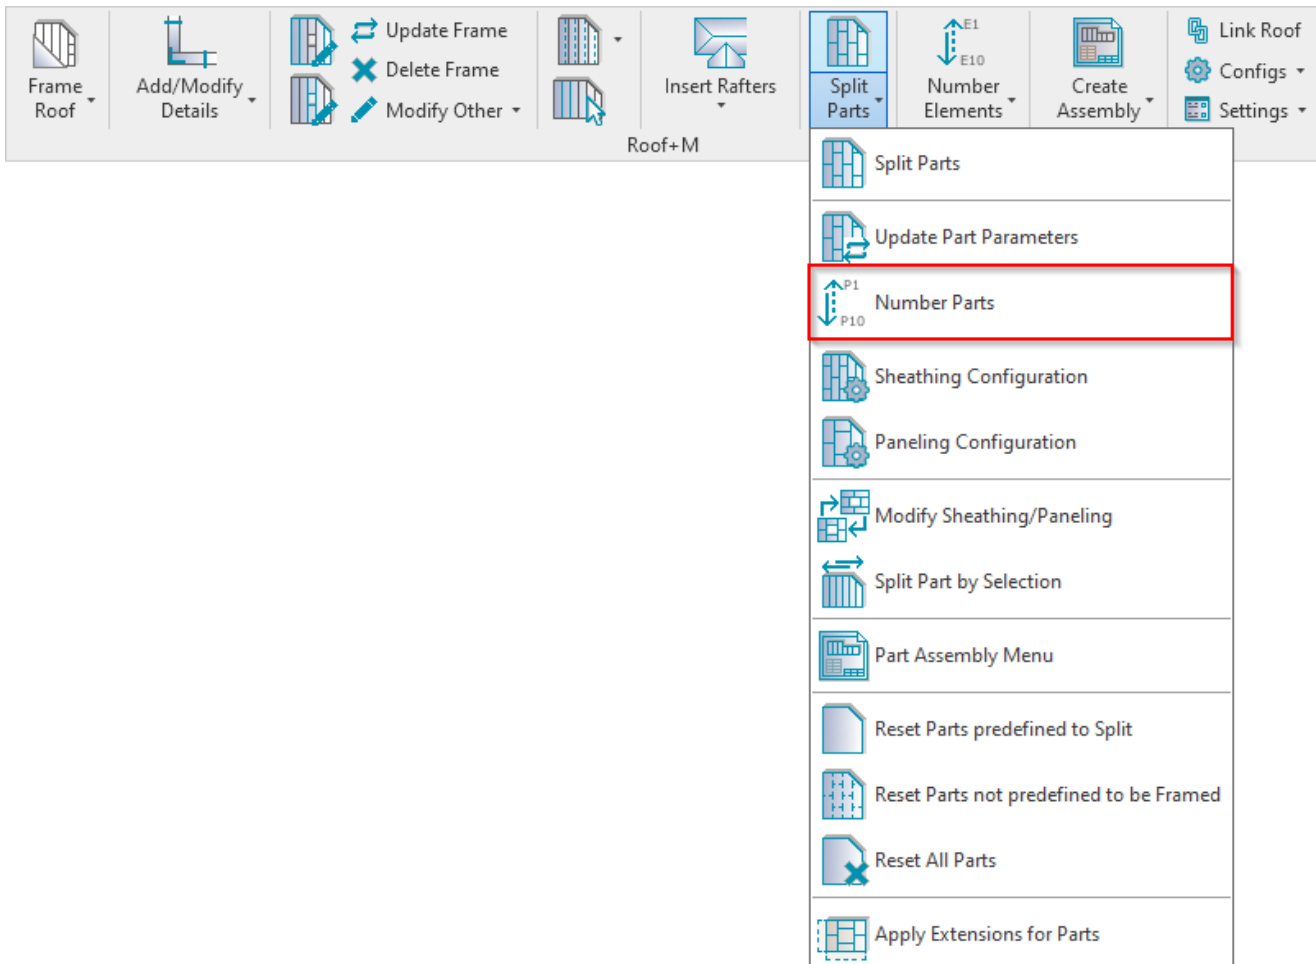 Frame
Roof
Add/Modify
Details
Update Frame
Delete Frame
Modify Other
Insert Rafters
Split
Parts
E1
E10
Number
Elements
Create
Assembly
Link Roof
Configs
Settings
Roof+M
Split Parts
Update Part Parameters
P1
P10
Number Parts
Sheathing Configuration
Paneling Configuration
Modify Sheathing/Paneling
Split Part by Selection
Part Assembly Menu
Reset Parts predefined to Split
Reset Parts not predefined to be Framed
Reset All Parts
Apply Extensions for Parts